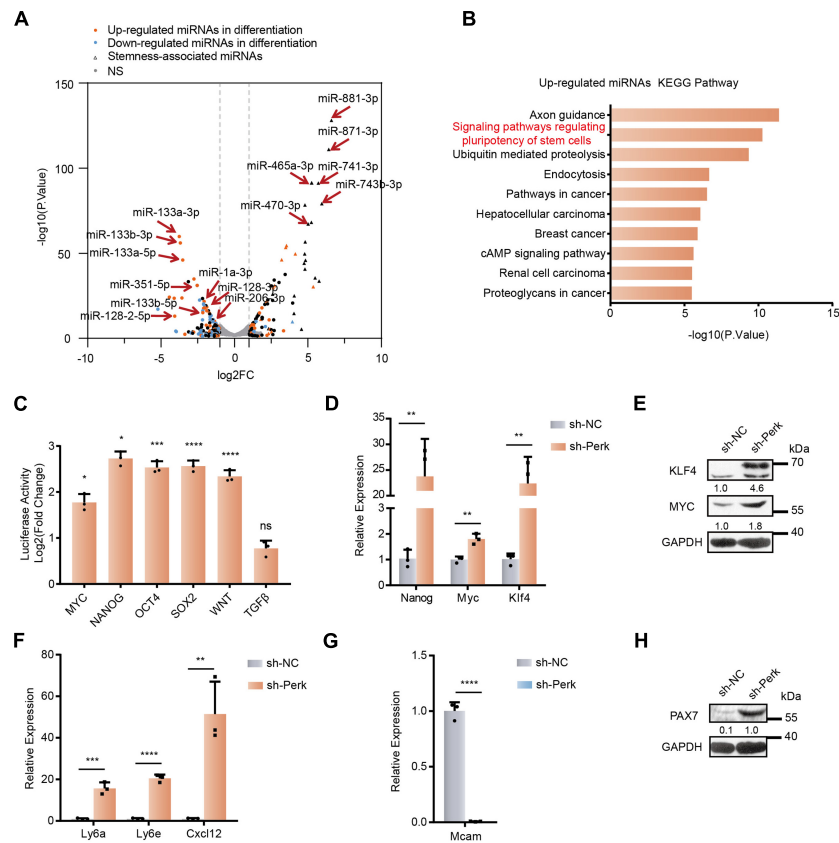 A
Up-regulated miRNAs in differentiation
Down-regulated miRNAs in differentiation
Stemness-associated miRNAs
NS
150
100
50
0
-log10(P.Value)
-10
-5
0
5
10
log2FC
miR-881-3p
miR-871-3p
miR-465a-3p
miR-741-3p
miR-743b-3p
miR-470-3p
miR-133a-3p
miR-133b-3p
miR-133a-5p
miR-1a-3p
miR-351-5p
miR-128-3p
miR-133b-5p
miR-206-3p
miR-128-2-5p
B
Up-regulated miRNAs KEGG Pathway
Axon guidance
Signaling pathways regulating
pluripotency of stem cells
Ubiquitin mediated proteolysis
Endocytosis
Pathways in cancer
Hepatocellular carcinoma
Breast cancer
cAMP signaling pathway
Renal cell carcinoma
Proteoglycans in cancer
0
5
10
15
-log10(P.Value)
C
Luciferase Activity
Log2(Fold Change)
3
2
1
0
*
*
***
****
****
ns
MYC
NANOG
OCT4
SOX2
WNT
TGFβ
D
Relative Expression
35
30
25
20
15
10
3
2
1
0
**
**
**
Nanog
Myc
Klf4
sh-NC
sh-Perk
E
sh-NC
sh-Perk
kDa
KLF4
70
1.0 4.6
MYC
55
1.0 1.8
40
GAPDH
F
Relative Expression
80
60
40
20
0
***
****
**
Ly6a
Ly6e
Cxcl12
sh-NC
sh-Perk
G
Relative Expression
1.5
1.0
0.5
0.0
****
Mcam
sh-NC
sh-Perk
H
sh-NC
sh-Perk
kDa
PAX7
55
0.1 1.0
40
GAPDH